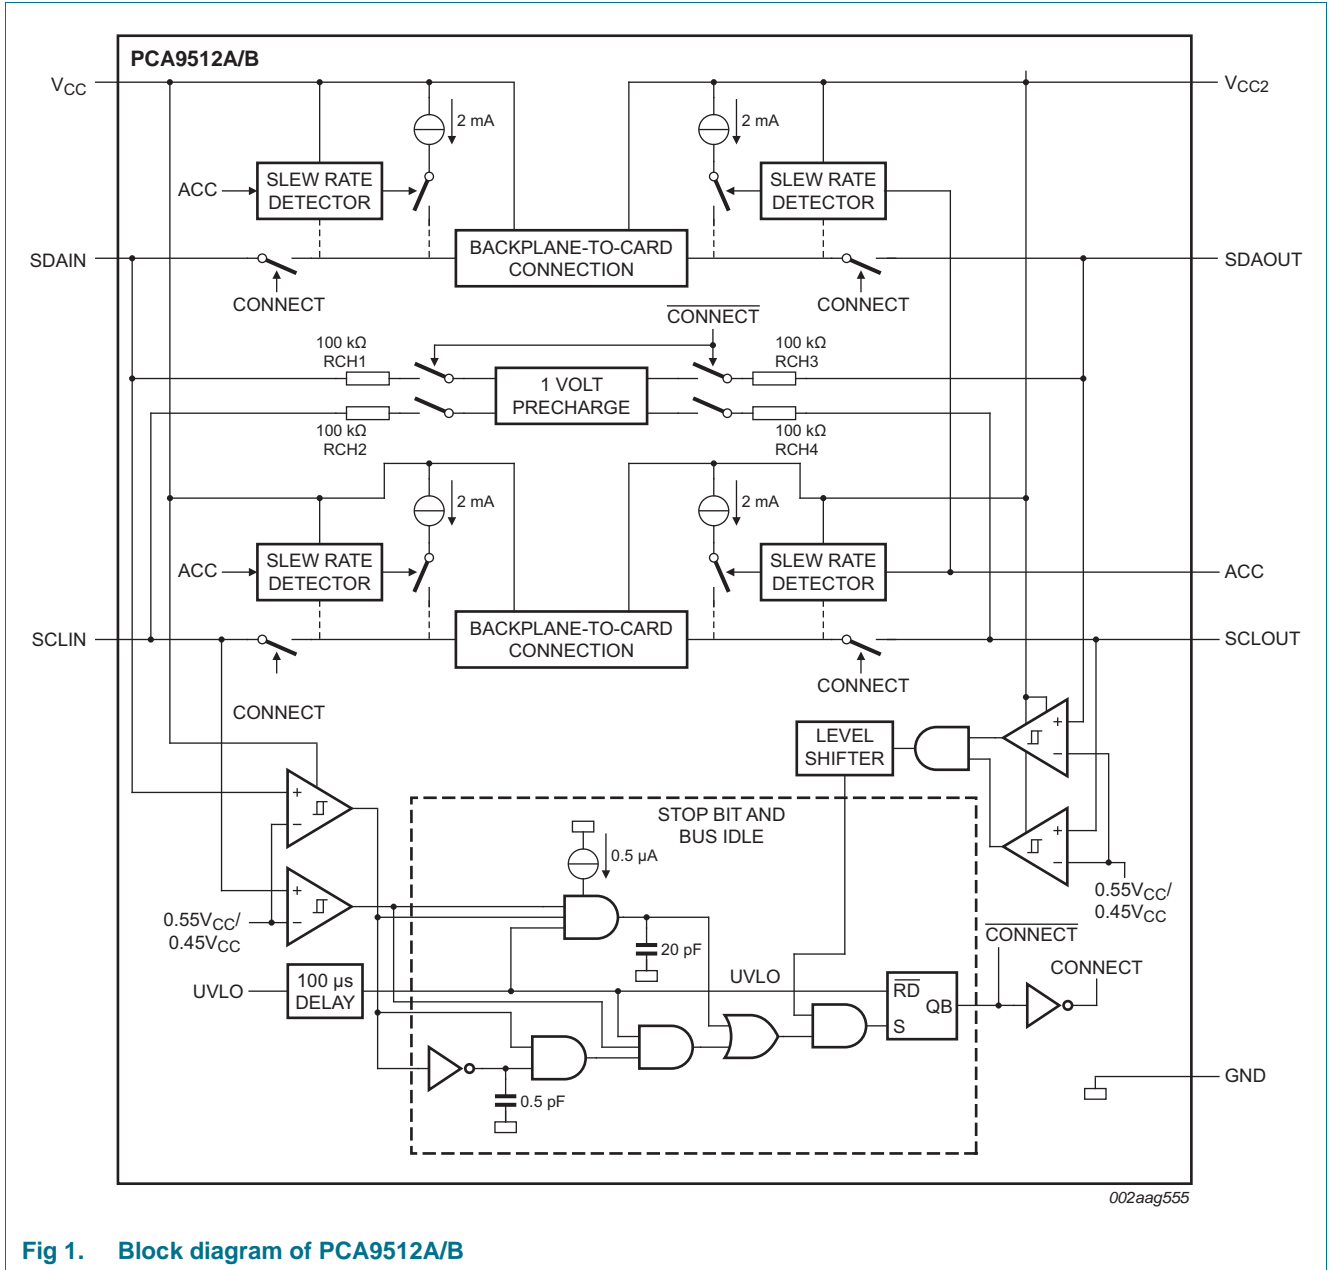 PCA9512A/B
VCC
VCC2
2 mA
2 mA
ACC
SLEW RATE
DETECTOR
SLEW RATE
DETECTOR
SDAIN
BACKPLANE-TO-CARD
CONNECTION
SDAOUT
CONNECT
CONNECT
CONNECT
100 kΩ
RCH1
100 kΩ
RCH3
1 VOLT
PRECHARGE
100 kΩ
RCH2
100 kΩ
RCH4
2 mA
2 mA
ACC
SLEW RATE
DETECTOR
SLEW RATE
DETECTOR
ACC
SCLIN
BACKPLANE-TO-CARD
CONNECTION
SCLOUT
CONNECT
CONNECT
LEVEL
SHIFTER
+
−
+
−
STOP BIT AND
BUS IDLE
+
−
0.5 μA
+
−
0.55VCC/
0.45VCC
0.55VCC/
0.45VCC
20 pF
CONNECT
CONNECT
UVLO
100 μs
DELAY
UVLO
RD
QB
S
0.5 pF
GND
002aag555
Fig 1. Block diagram of PCA9512A/B